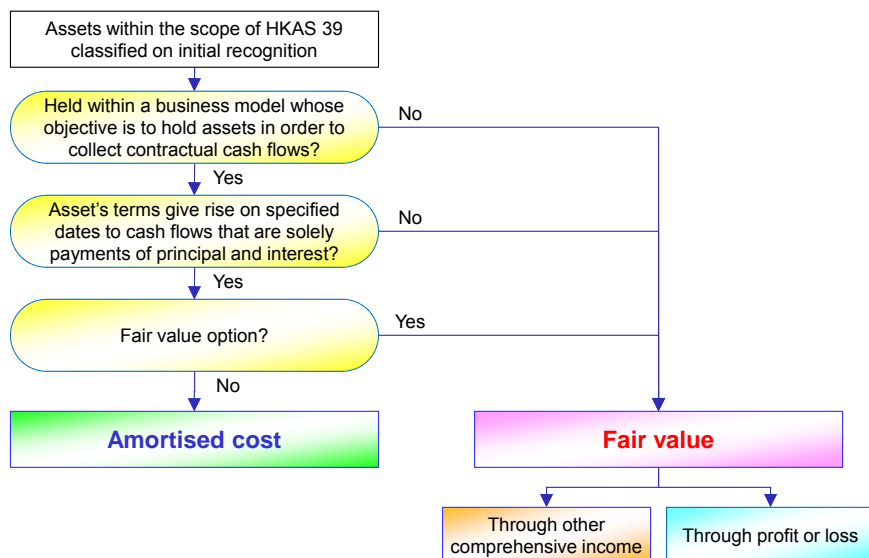 Assets within the scope of HKAS 39
classified on initial recognition
Held within a business model whose
objective is to hold assets in order to
collect contractual cash flows?
No
Yes
Asset's terms give rise on specified
dates to cash flows that are solely
payments of principal and interest?
No
Yes
Fair value option?
Yes
No
Amortised cost
Fair value
Through other
comprehensive income
Through profit or loss